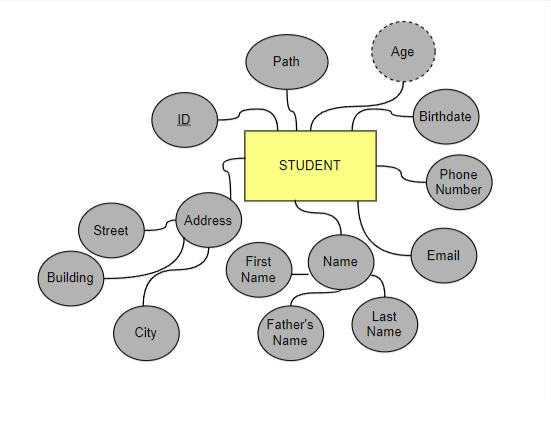 Age
Path
Birthdate
ID
STUDENT
Phone
Number
Address
Street
Email
First
Name
Name
Building
Last
Name
Father's
Name
City